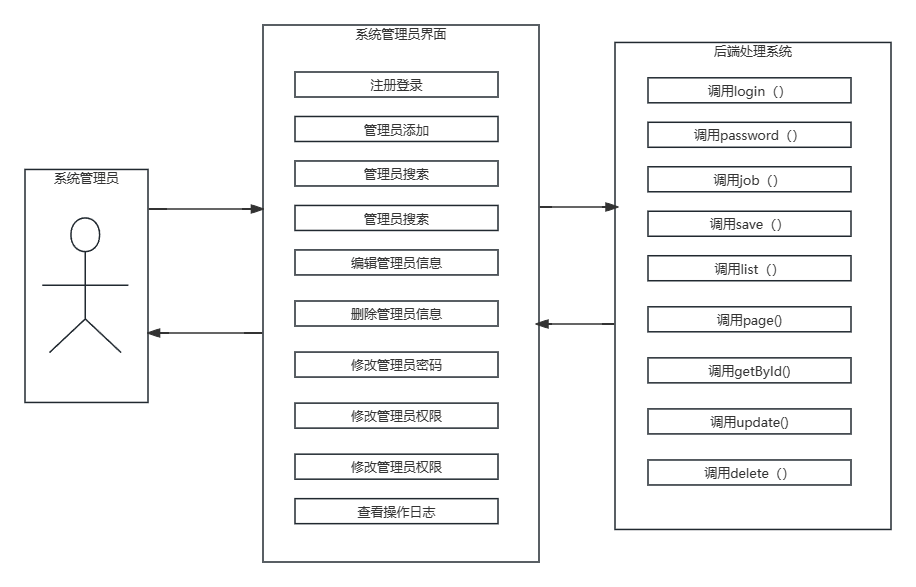 系统管理员
系统管理员界面
注册登录
管理员添加
管理员搜索
管理员搜索
编辑管理员信息
删除管理员信息
修改管理员密码
修改管理员权限
修改管理员权限
查看操作日志
后端处理系统
调用login（）
调用password（）
调用job（）
调用save（）
调用list（）
调用page()
调用getById()
调用update()
调用delete（）